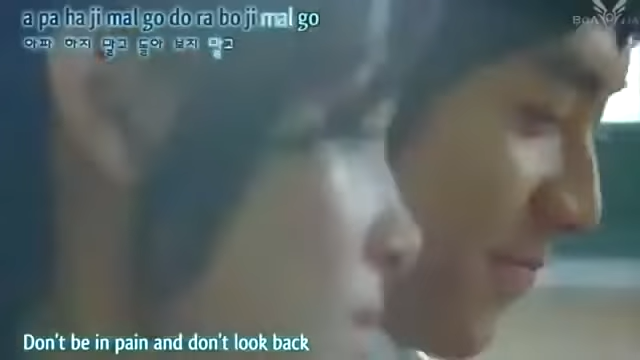 a pa ha ji mal go do ra bo ji mal go
아파 하지 말고 돌아 보지 말고
Don't be in pain and don't look back